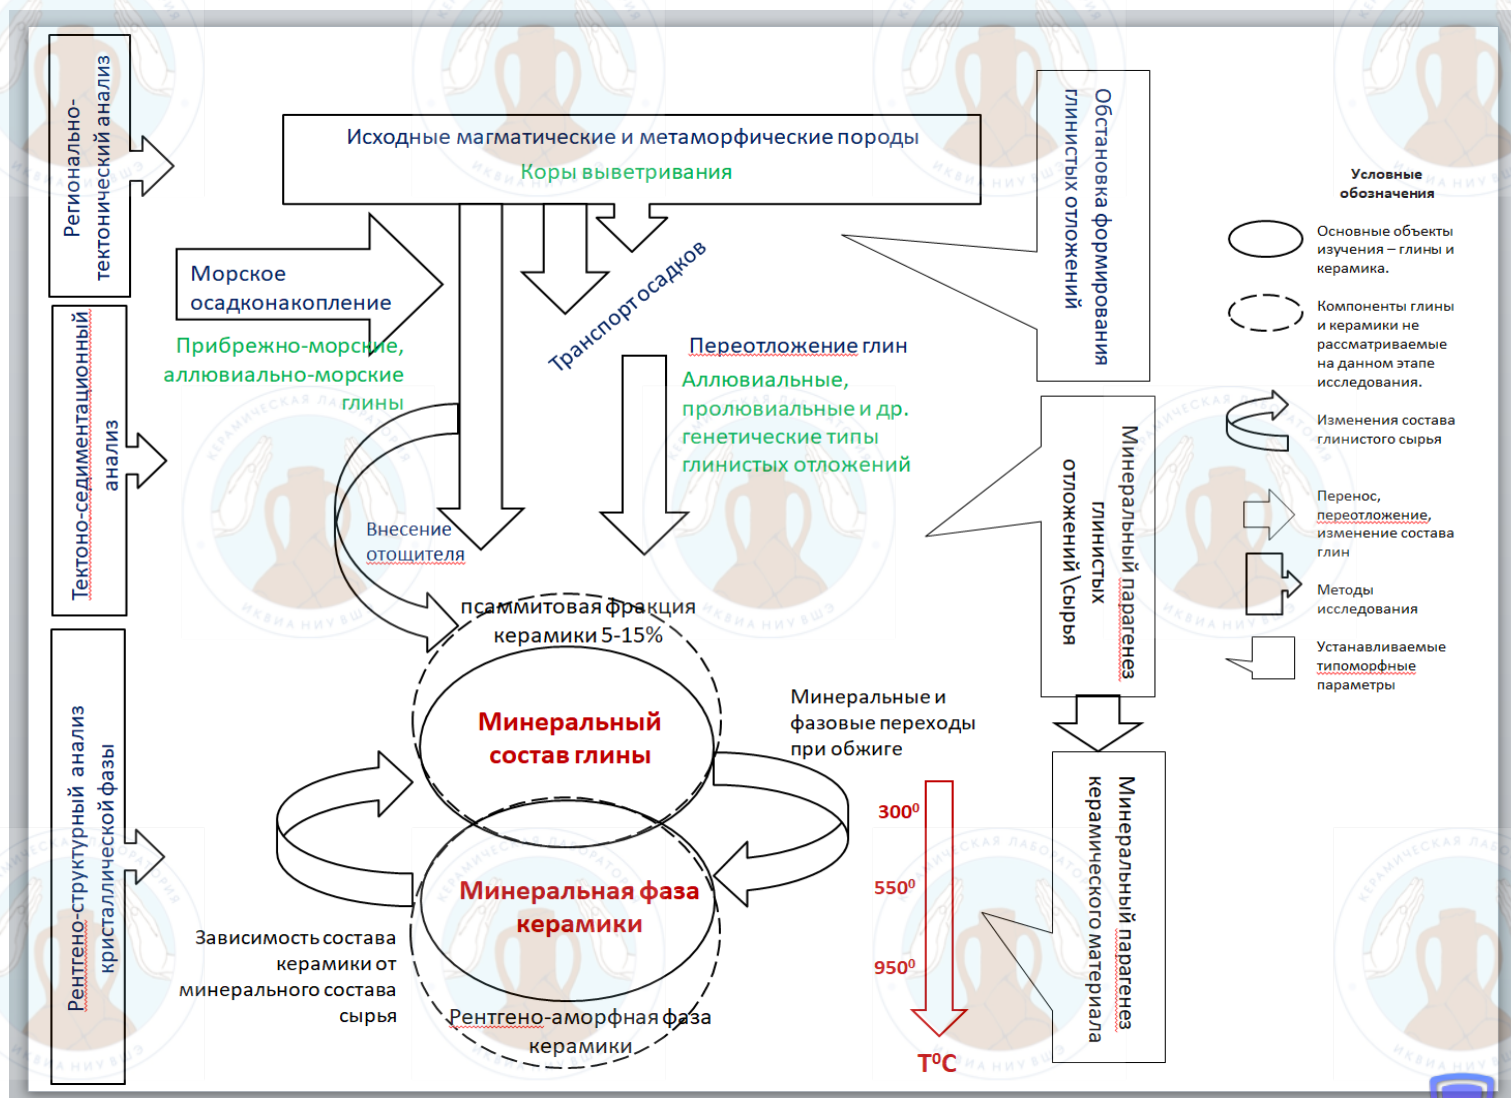 Регионально-
тектонический анализ
Тектоно-седиментационный
анализ
Рентгено-структурный анализ
кристаллической фазы
Исходные магматические и метаморфические породы
Коры выветривания
Морское
осадконакопление
Прибрежно-морские,
аллювиально-морские
глины
Транспорт осадков
Переотложение глин
Аллювиальные,
пролювиальные и др.
генетические типы
глинистых отложений
Внесение
отощителя
псаммитовая фракция
керамики 5-15%
Минеральный
состав глины
Минеральная фаза
керамики
Рентгено-аморфная фаза
керамики
Зависимость состава
керамики от
минерального состава
сырья
Минеральные и
фазовые переходы
при обжиге
300⁰
550⁰
950⁰
T⁰C
Обстановка формирования
глинистых отложений
Минеральный парагенез
глинистых
отложений\сырья
Минеральный парагенез
керамического материала
Условные
обозначения
Основные объекты
изучения – глины и
керамика.
Компоненты глины
и керамики не
рассматриваемые
на данном этапе
исследования.
Изменения состава
глинистого сырья
Перенос,
переотложение,
изменение состава
глин
Методы
исследования
Устанавливаемые
типоморфные
параметры
КЕРАМИЧЕСКАЯ ЛАБОРАТОРИЯ
ИКВИА НИУ ВШЭ